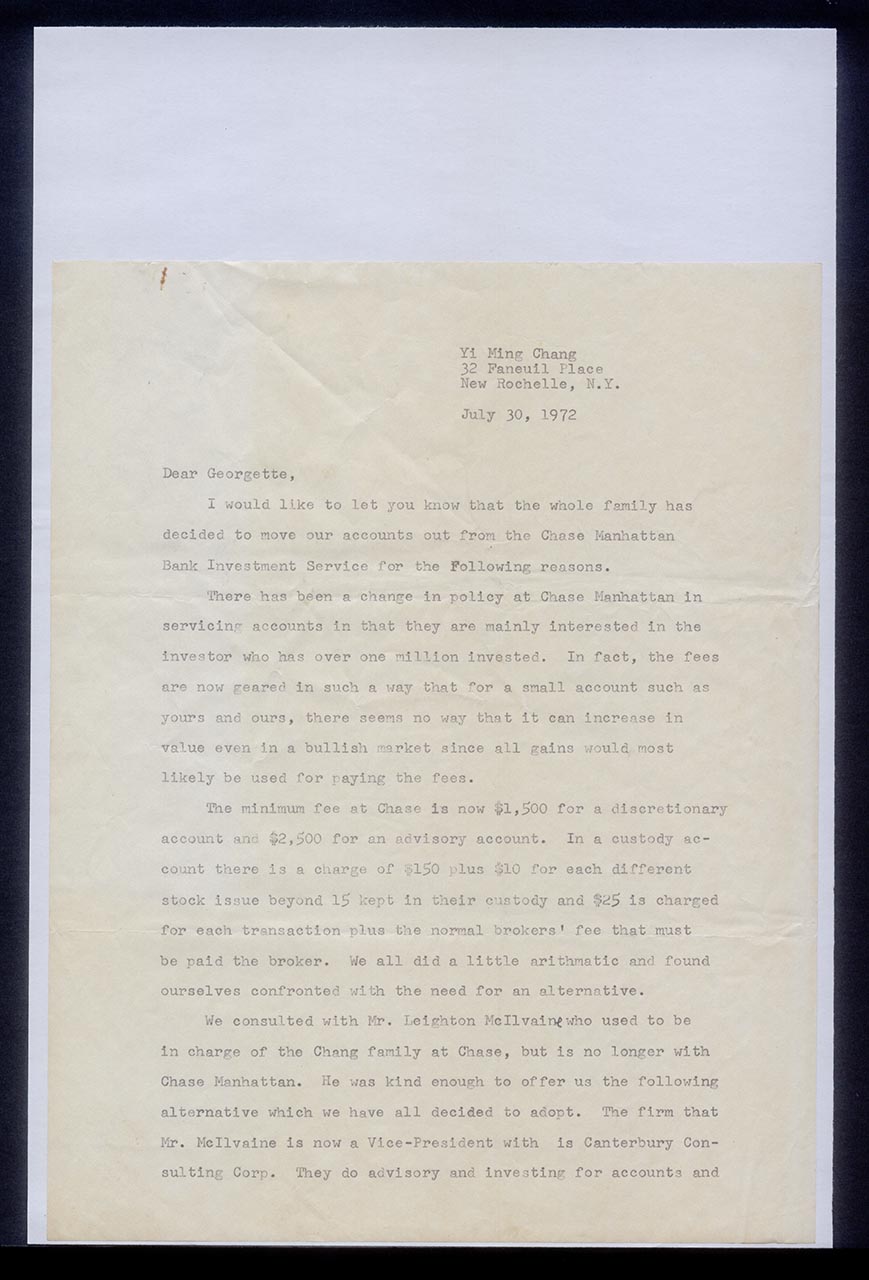 Yi Ming Chang
32 Faneuil Place
New Rochelle, N.Y.
July 30, 1972
Dear Georgette,
I would like to let you know that the whole family has
decided to move our accounts out from the Chase Manhattan
Bank Investment Service for the Following reasons.
There has been a change in policy at Chase Manhattan in
servicing accounts in that they are mainly interested in the
investor who has over one million invested. In fact, the fees
are now geared in such a way that for a small account such as
yours and ours, there seems no way that it can increase in
value even in a bullish market since all gains would most
likely be used for paying the fees.
The minimum fee at Chase is now $1,500 for a discretionary
account and $2,500 for an advisory account. In a custody ac-
count there is a charge of $150 plus $10 for each different
stock issue beyond 15 kept in their custody and $25 is charged
for each transaction plus the normal brokers' fee that must
be paid the broker. We all did a little arithmatic and found
ourselves confronted with the need for an alternative.
We consulted with Mr. Leighton McIlvaine who used to be
in charge of the Chang family at Chase, but is no longer with
Chase Manhattan. He was kind enough to offer us the following
alternative which we have all decided to adopt. The firm that
Mr. McIlvaine is now a Vice-President with is Canterbury Con-
sulting Corp. They do advisory and investing for accounts and